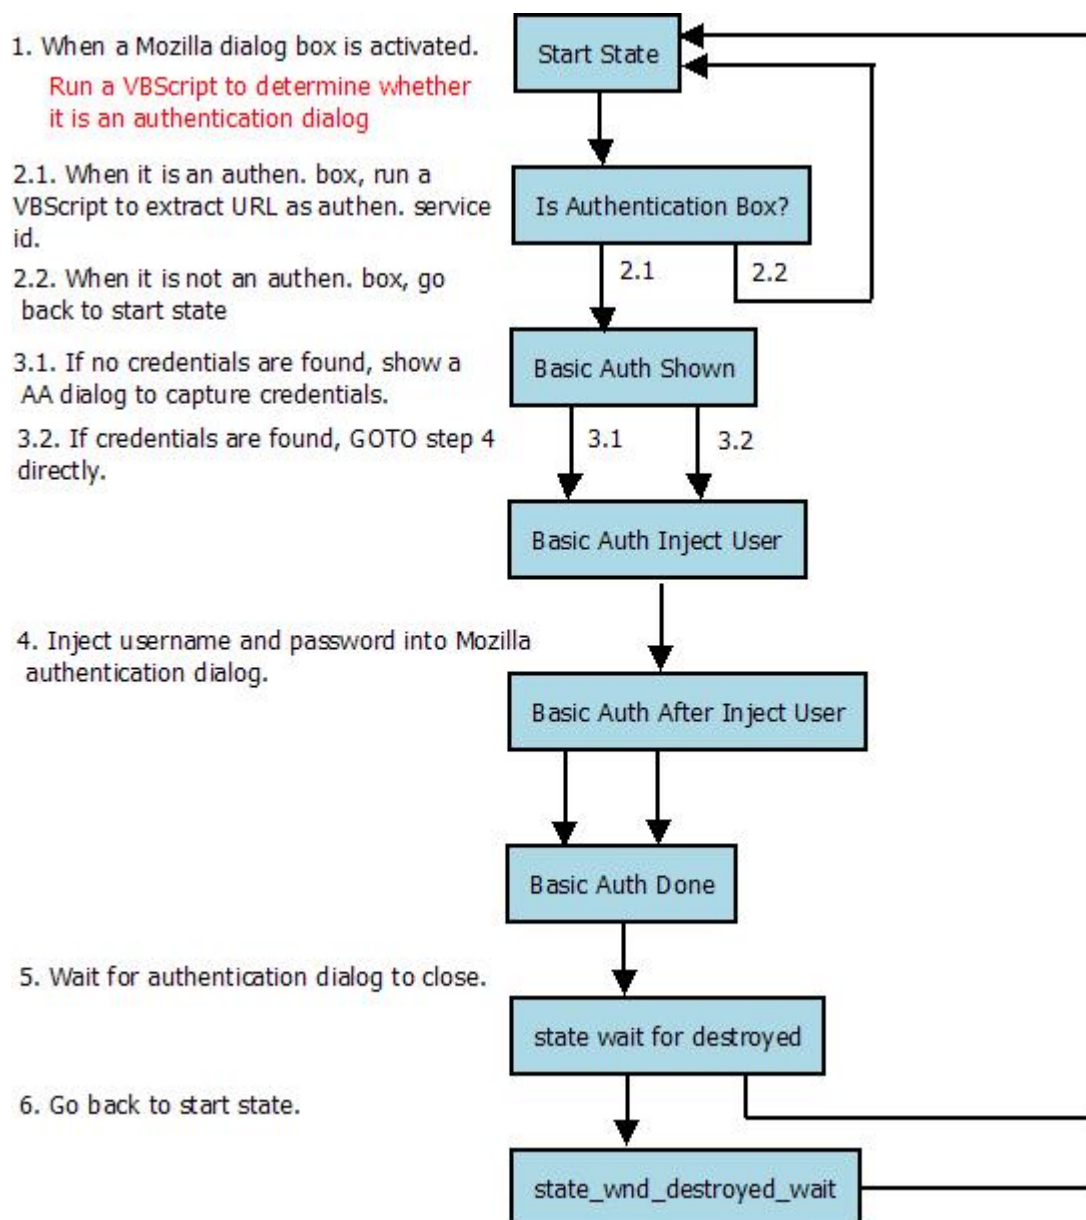 1. When a Mozilla dialog box is activated.
Run a VBScript to determine whether
it is an authentication dialog
Start State
2.1. When it is an authen. box, run a
VBScript to extract URL as authen. service
id.
Is Authentication Box?
2.2. When it is not an authen. box, go
back to start state
2.1
2.2
3.1. If no credentials are found, show a
AA dialog to capture credentials.
Basic Auth Shown
3.2. If credentials are found, GOTO step 4
directly.
3.1
3.2
Basic Auth Inject User
4. Inject username and password into Mozilla
authentication dialog.
Basic Auth After Inject User
Basic Auth Done
5. Wait for authentication dialog to close.
state wait for destroyed
6. Go back to start state.
state_wnd_destroyed_wait